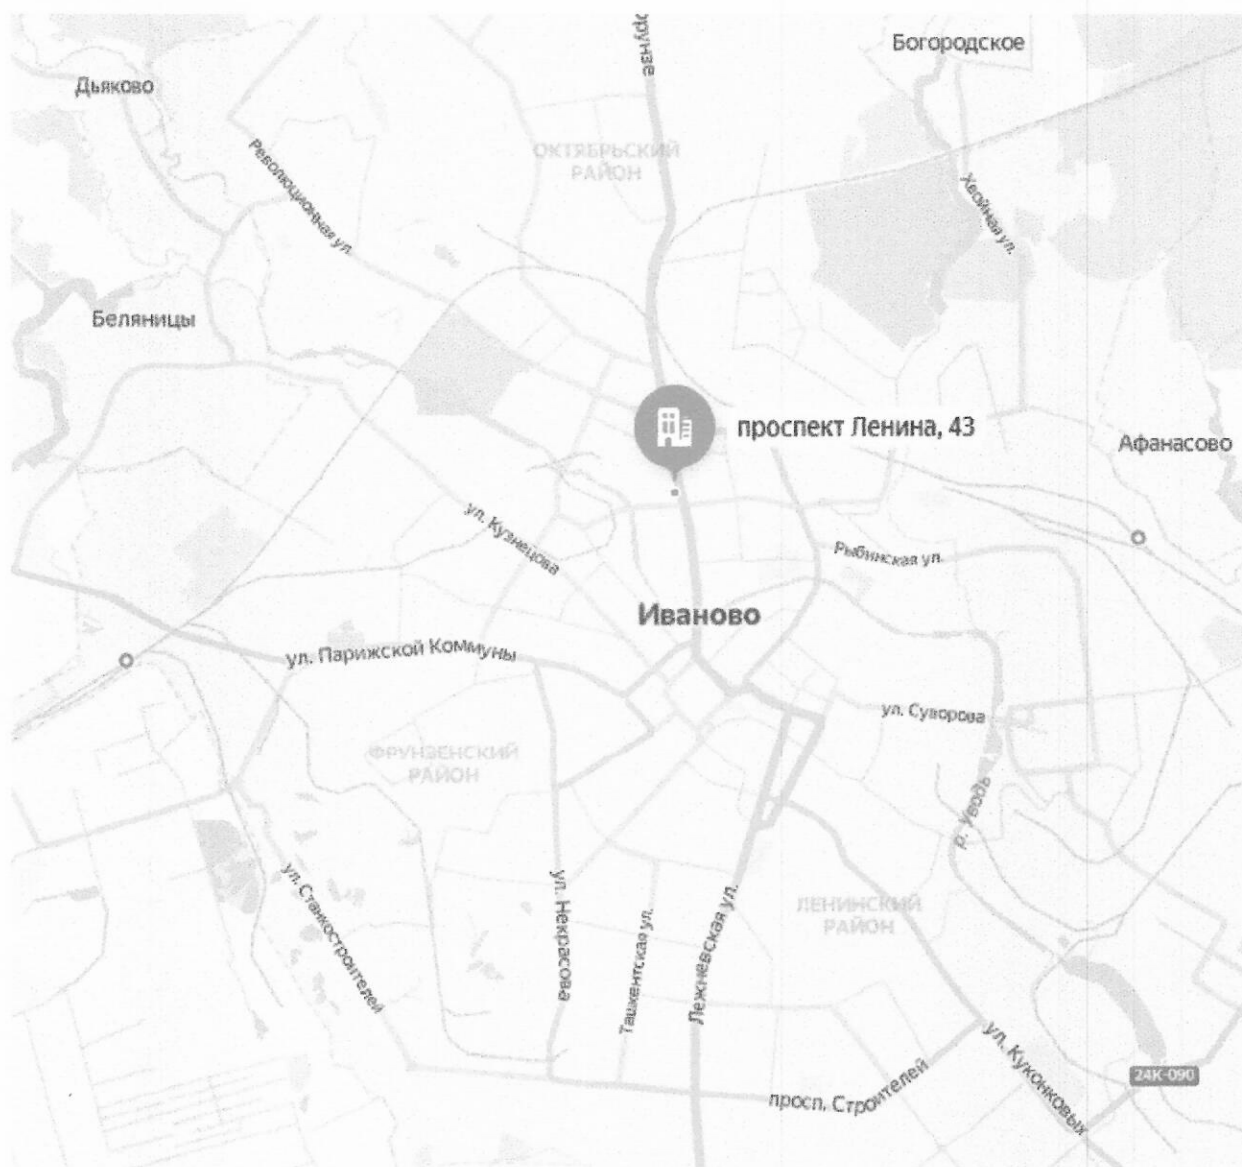 Фрунзе
Богородское
Дьяково
ОКТЯБРЬСКИЙ
РАЙОН
Революционная ул.
Хвойная ул.
Беляницы
проспект Ленина, 43
Афанасово
ул. Кузнецова
Рыбинская ул.
Иваново
ул. Парижской Коммуны
ул. Суворова
ФРУНЗЕНСКИЙ
РАЙОН
р. Уводь
ул. Станкостроителей
ул. Некрасова
Ташкентская ул.
Лежневская ул.
ЛЕНИНСКИЙ
РАЙОН
ул. Куконковых
24К-090
просп. Строителей